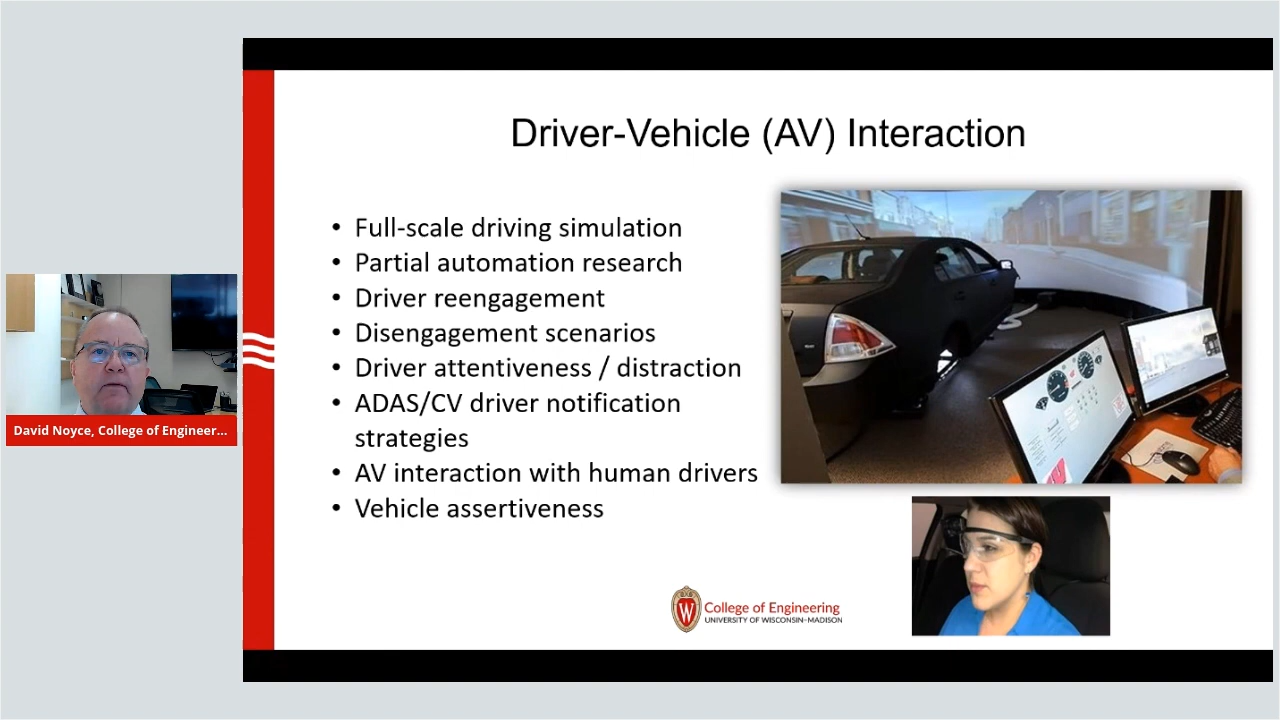 Driver-Vehicle (AV) Interaction
• Full-scale driving simulation
• Partial automation research
• Driver reengagement
• Disengagement scenarios
• Driver attentiveness / distraction
• ADAS/CV driver notification
strategies
• AV interaction with human drivers
• Vehicle assertiveness
David Noyce, College of Engineer...
W
College of Engineering
UNIVERSITY OF WISCONSIN–MADISON